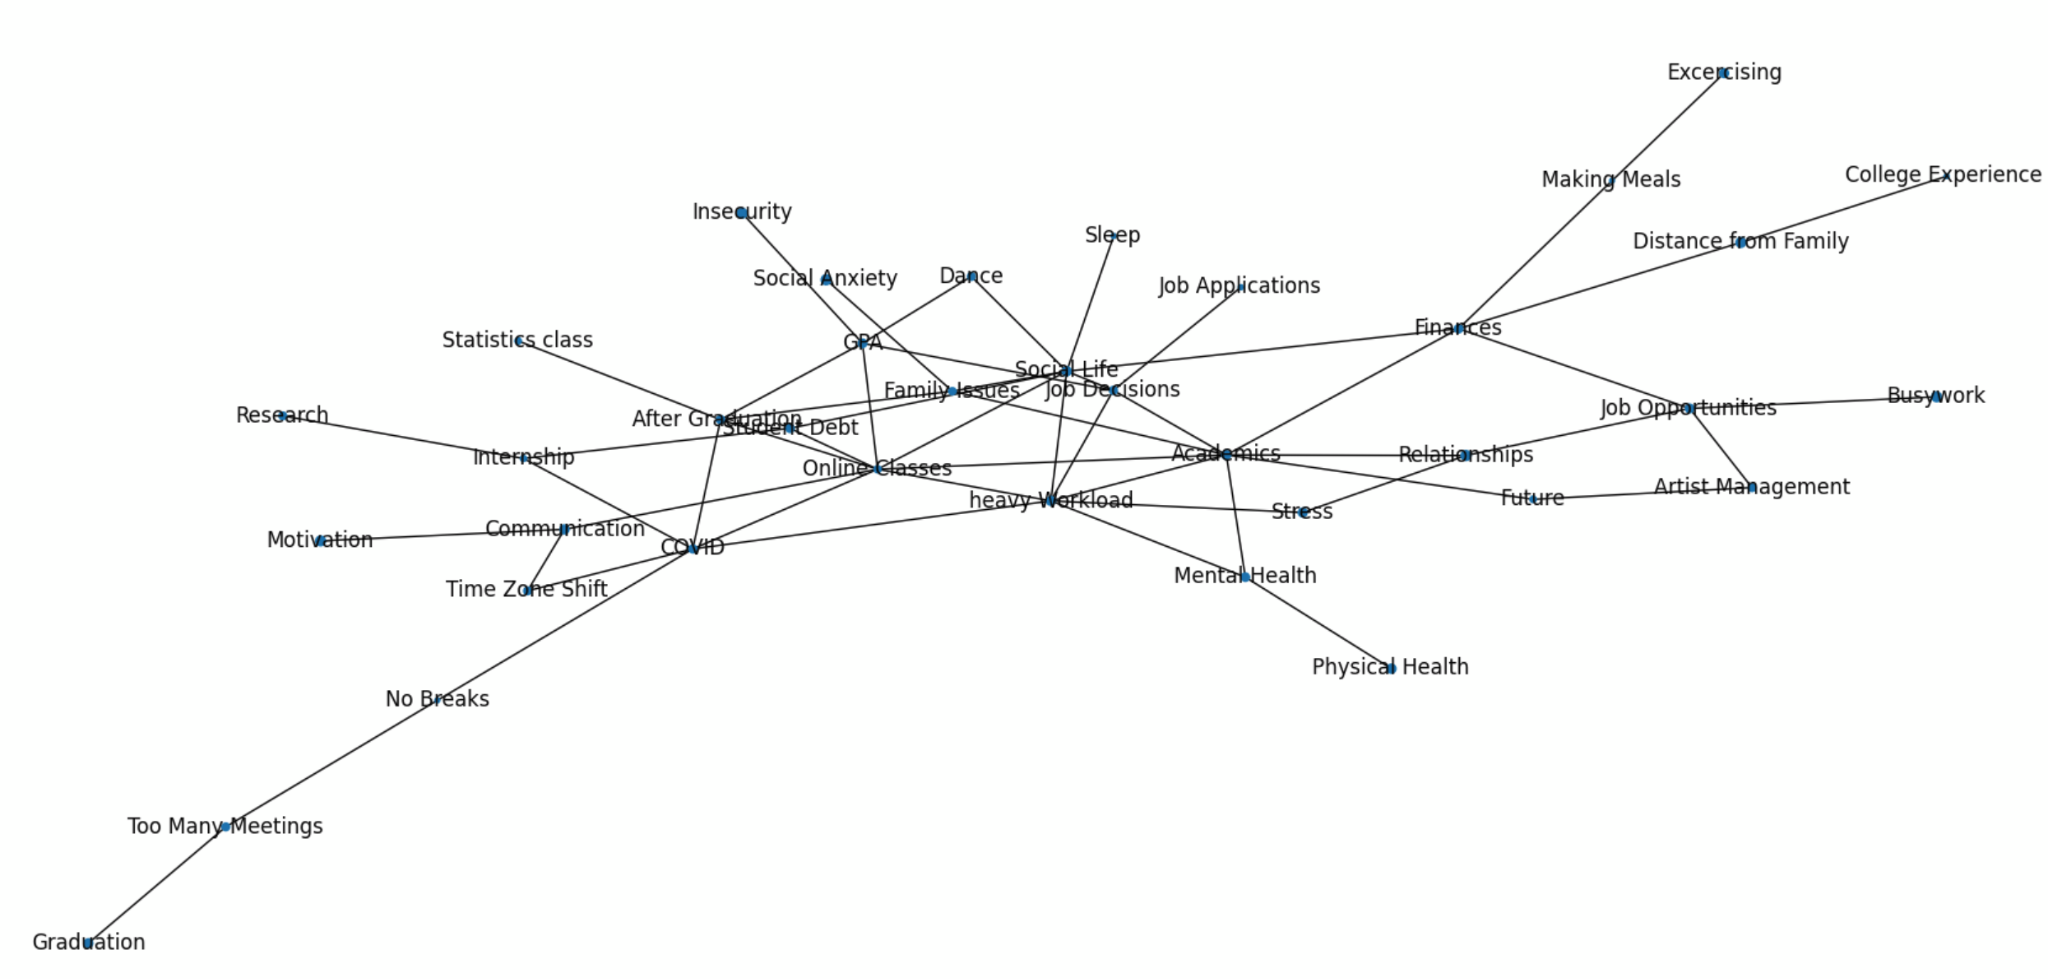 Excercising
College Experience
Making Meals
Insecurity
Sleep
Distance from Family
Dance
Social Anxiety
Job Applications
Finances
Statistics class
GPA
Social Life
Family Issues
Job Decisions
Busywork
Job Opportunities
Research
After Graduation
Student Debt
Academics
Relationships
Internship
Online Classes
Artist Management
Future
heavy Workload
Stress
Communication
Motivation
COVID
Mental Health
Time Zone Shift
Physical Health
No Breaks
Too Many Meetings
Graduation